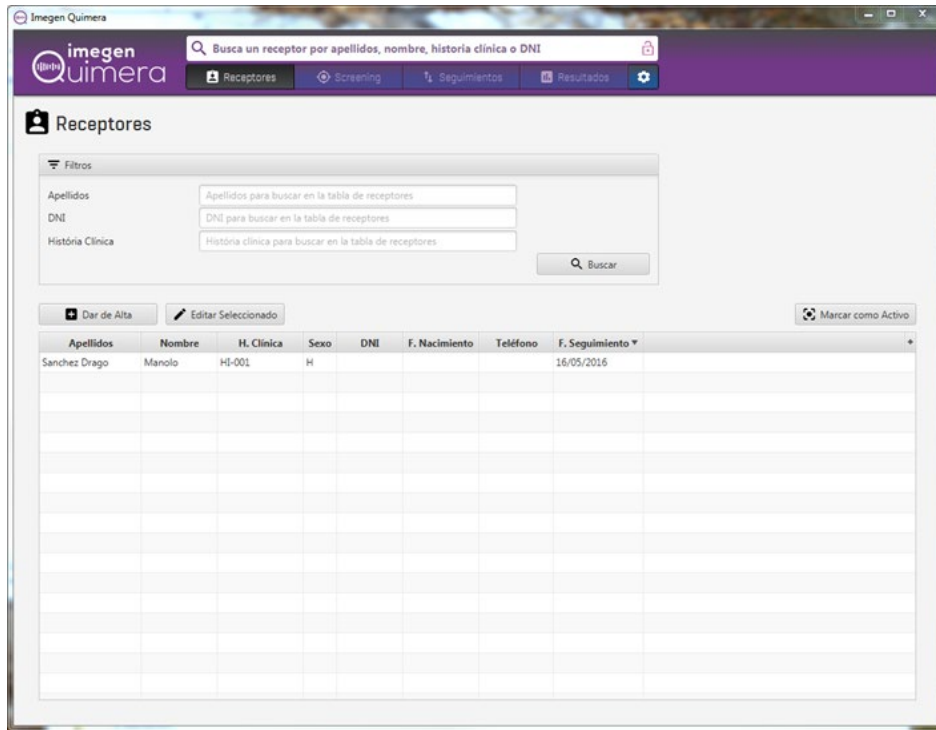 Imegen Quimera
imegen
Quimera
Busca un receptor por apellidos, nombre, historia clínica o DNI
Receptores
Screening
Seguimientos
Resultados
Receptores
Filtros
Apellidos
Apellidos para buscar en la tabla de receptores
DNI
DNI para buscar en la tabla de receptores
História Clínica
História clínica para buscar en la tabla de receptores
Buscar
Dar de Alta
Editar Seleccionado
Marcar como Activo
Apellidos Nombre H. Clínica Sexo DNI F. Nacimiento Teléfono F. Seguimiento
Sanchez Drago Manolo HI-001 H 16/05/2016